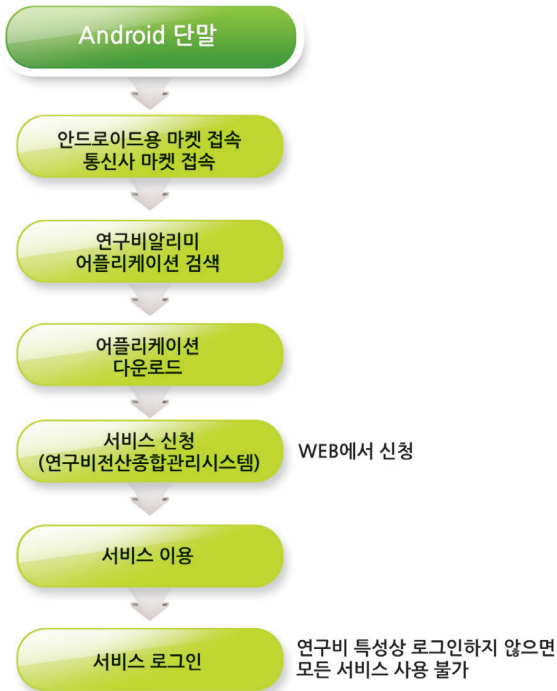 Android 단말
안드로이드용 마켓 접속
통신사 마켓 접속
연구비알리미
어플리케이션 검색
어플리케이션
다운로드
서비스 신청
(연구비전산종합관리시스템)
WEB에서 신청
서비스 이용
서비스 로그인
연구비 특성상 로그인하지 않으면
모든 서비스 사용 불가